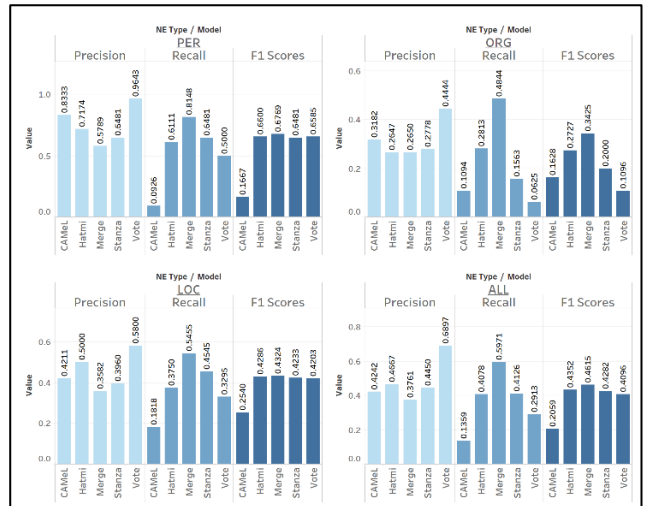 NE Type / Model
PER
Precision Recall F1 Scores
Value
1.0
0.5
0.0
0.8333 0.7174 0.5789 0.6481 0.9643 0.0926 0.6111 0.8148 0.6481 0.5000 0.1667 0.6600 0.6769 0.6481 0.6585
CAMeL Hatmi Merge Stanza Vote CAMeL Hatmi Merge Stanza Vote CAMeL Hatmi Merge Stanza Vote
NE Type / Model
ORG
Precision Recall F1 Scores
Value
0.6
0.4
0.2
0.0
0.3182 0.2647 0.2650 0.2778 0.4444 0.1094 0.2813 0.4844 0.1563 0.0625 0.1628 0.2727 0.3425 0.2000 0.1096
CAMeL Hatmi Merge Stanza Vote CAMeL Hatmi Merge Stanza Vote CAMeL Hatmi Merge Stanza Vote
NE Type / Model
LOC
Precision Recall F1 Scores
Value
0.6
0.4
0.2
0.0
0.4211 0.5000 0.3582 0.3960 0.5800 0.1818 0.3750 0.5455 0.4545 0.3295 0.2540 0.4286 0.4324 0.4233 0.4203
CAMeL Hatmi Merge Stanza Vote CAMeL Hatmi Merge Stanza Vote CAMeL Hatmi Merge Stanza Vote
NE Type / Model
ALL
Precision Recall F1 Scores
Value
0.8
0.6
0.4
0.2
0.0
0.4242 0.4667 0.3761 0.4450 0.6897 0.1359 0.4078 0.5971 0.4126 0.2913 0.2059 0.4352 0.4615 0.4282 0.4096
CAMeL Hatmi Merge Stanza Vote CAMeL Hatmi Merge Stanza Vote CAMeL Hatmi Merge Stanza Vote